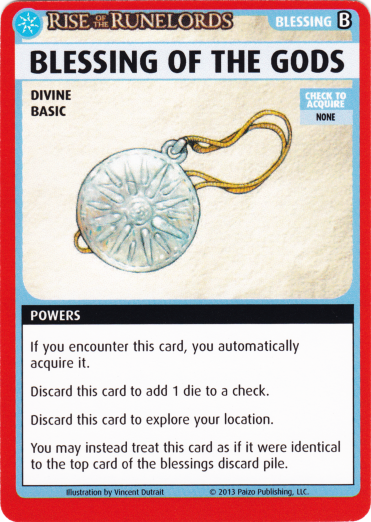 RISE OF THE RUNELORDS BLESSING B
BLESSING OF THE GODS
DIVINE
BASIC
CHECK TO
ACQUIRE
NONE
POWERS
If you encounter this card, you automatically
acquire it.
Discard this card to add 1 die to a check.
Discard this card to explore your location.
You may instead treat this card as if it were identical
to the top card of the blessings discard pile.
Illustration by Vincent Dutrait © 2013 Paizo Publishing, LLC.